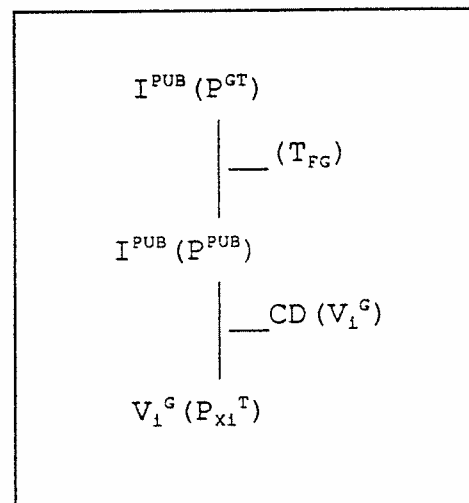 I^PUB(P^GT)
(T_FG)
I^PUB(P^PUB)
CD(V_i^G)
V_i^G(P_Xi^T)